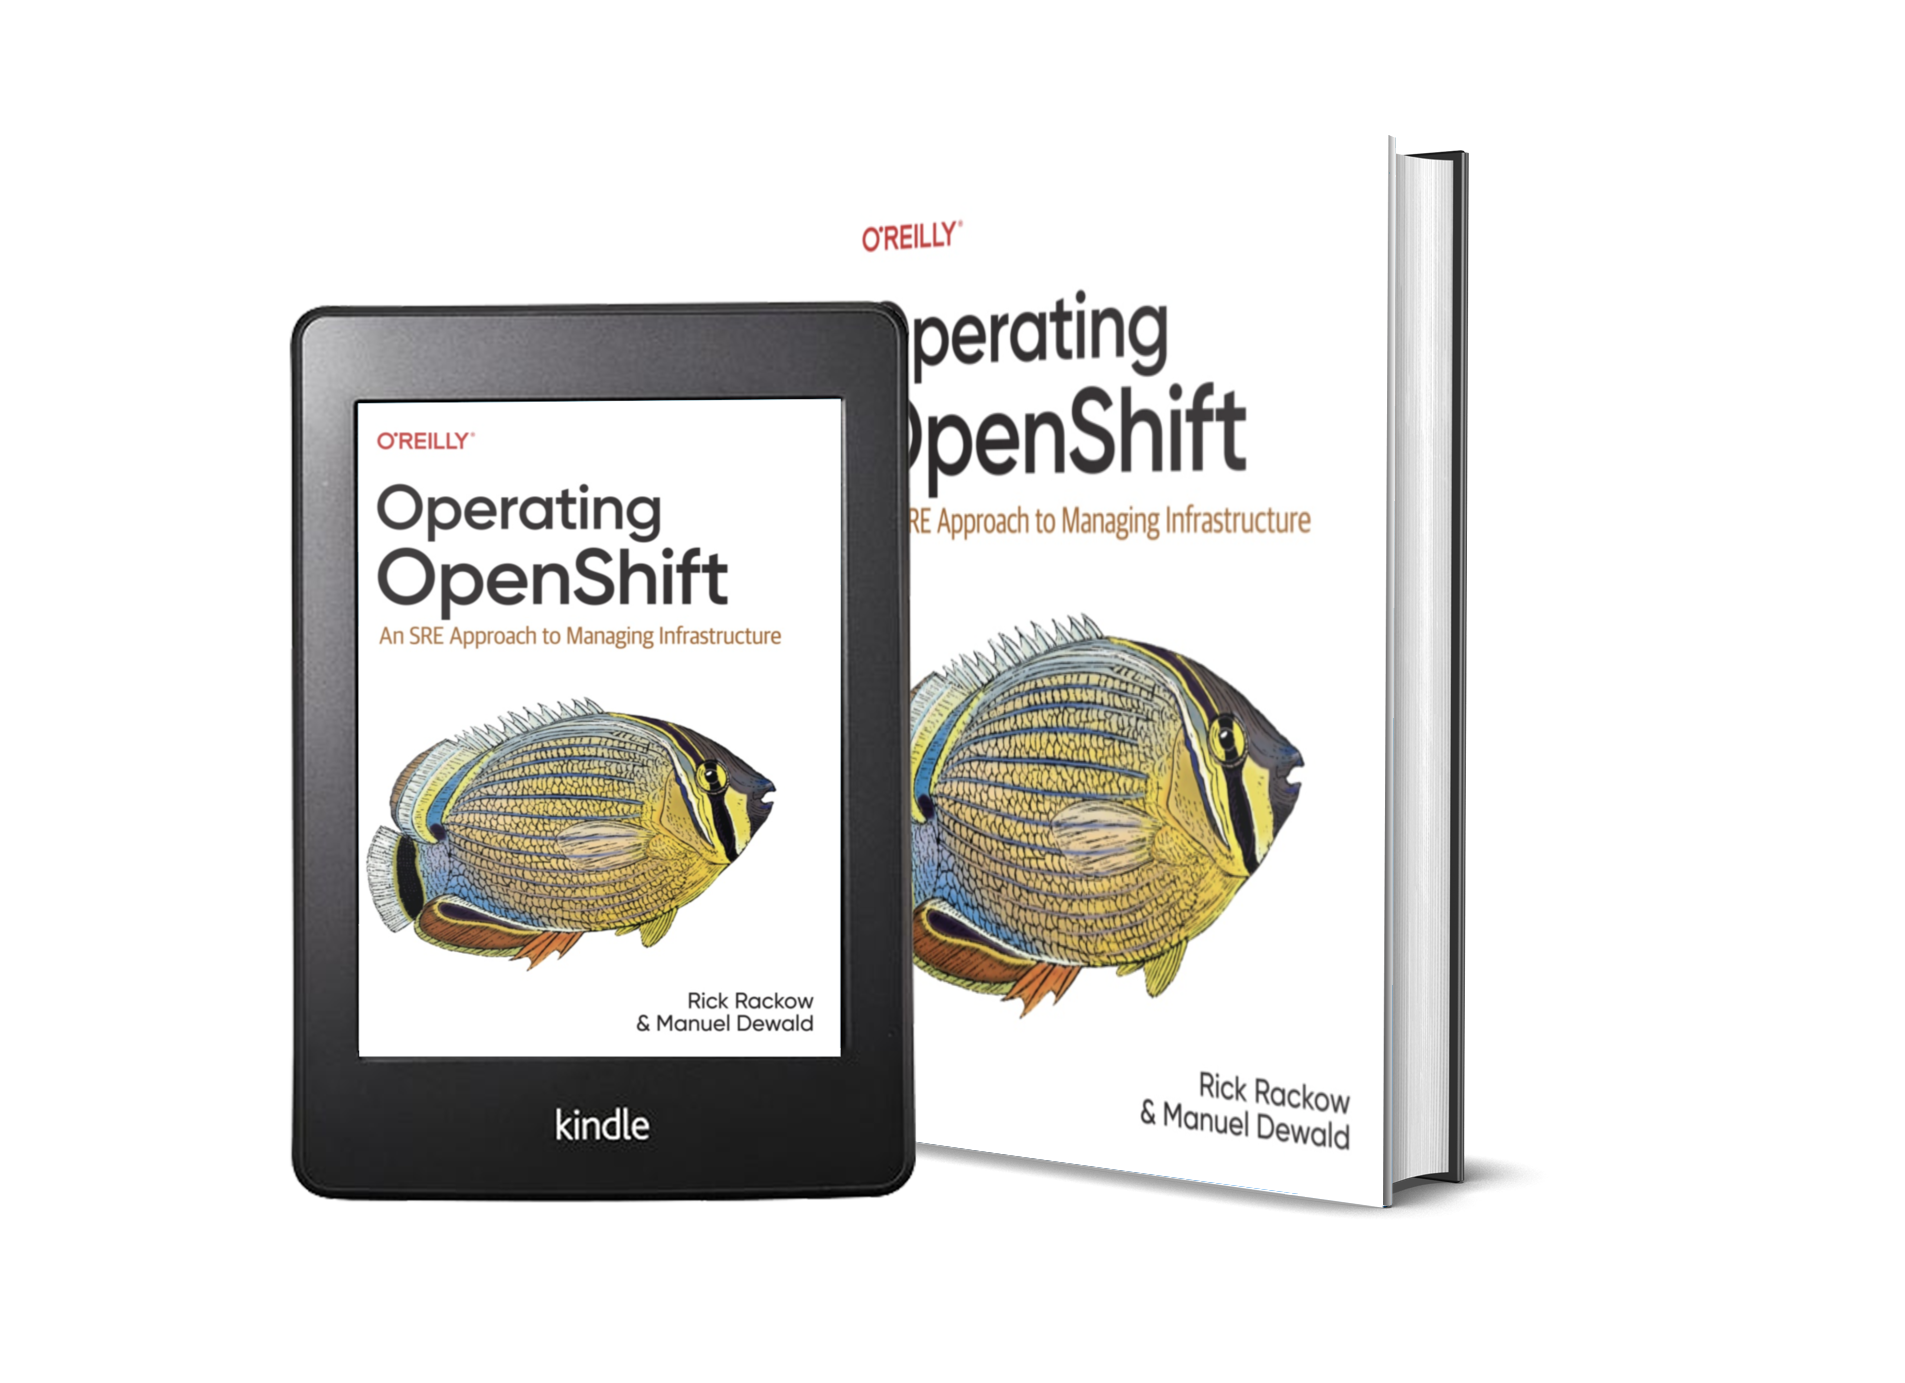 O'REILLY®
Operating
OpenShift
An SRE Approach to Managing Infrastructure
Rick Rackow
& Manuel Dewald
kindle
O'REILLY®
perating
OpenShift
RE Approach to Managing Infrastructure
Rick Rackow
& Manuel Dewald